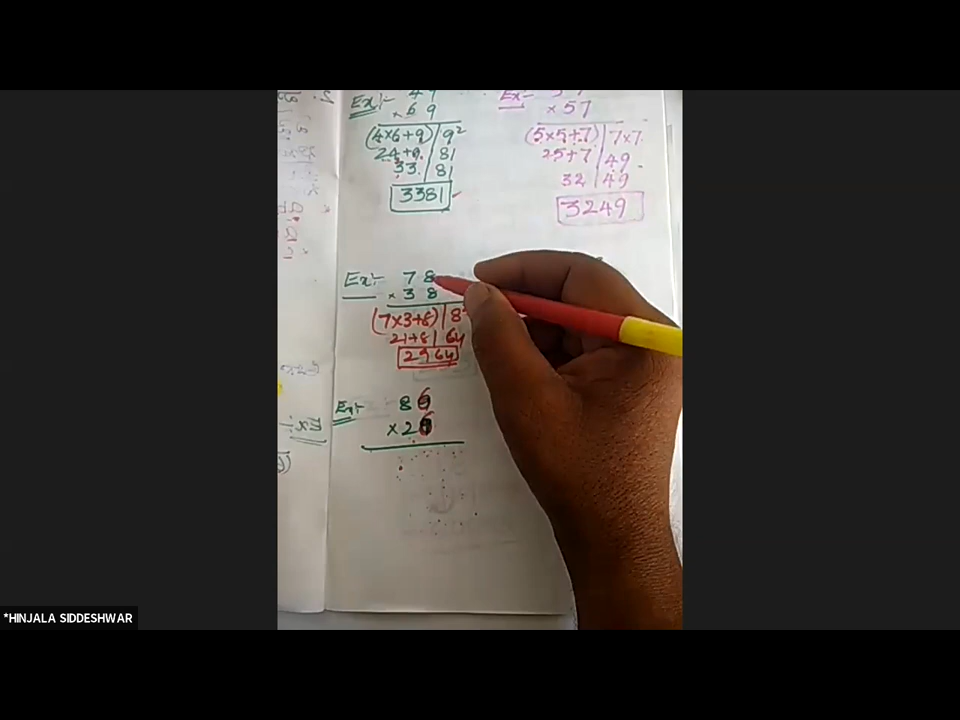 Ex:- 49
× 69
(4×6+9) | 9²
24+9 | 81
33 | 81
3381
Ex:-
× 57
(5×5+7) | 7×7
25+7 | 49
32 | 49
3249
Ex:- 78
× 38
(7×3+8) | 8²
21+8 | 64
2964
Ex:- 86
×26
*HINJALA SIDDESHWAR